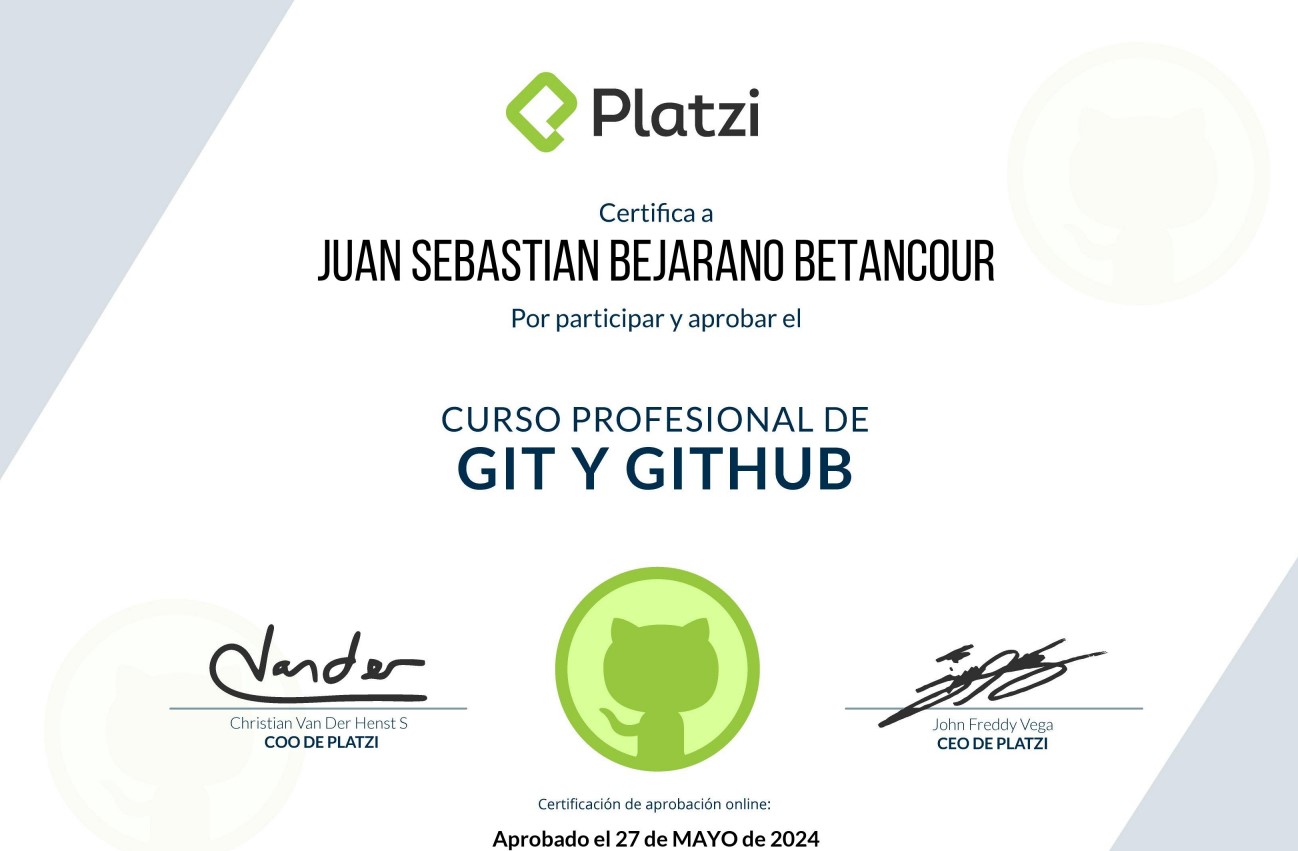 Platzi
Certifica a
JUAN SEBASTIAN BEJARANO BETANCOUR
Por participar y aprobar el
CURSO PROFESIONAL DE
GIT Y GITHUB
Vander
Christian Van Der Henst S
COO DE PLATZI
John Freddy Vega
CEO DE PLATZI
Certificación de aprobación online:
Aprobado el 27 de MAYO de 2024